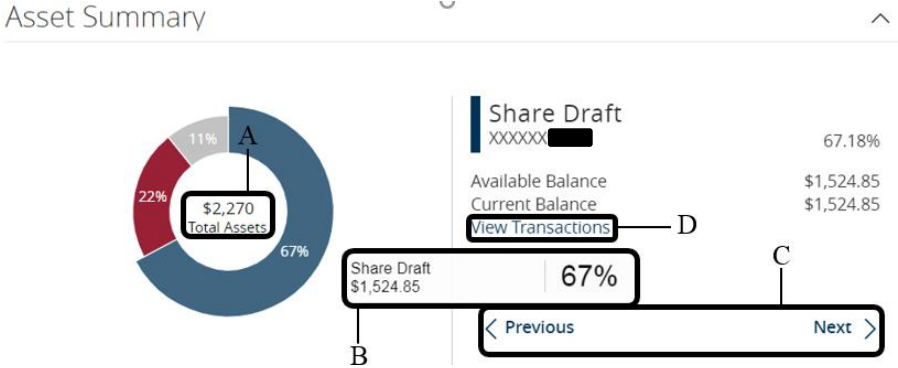 Asset Summary
11%
A
22%
$2,270
Total Assets
67%
Share Draft
XXXXXX
67.18%
Available Balance $1,524.85
Current Balance $1,524.85
View Transactions
D
Share Draft
$1,524.85
67%
B
C
Previous Next